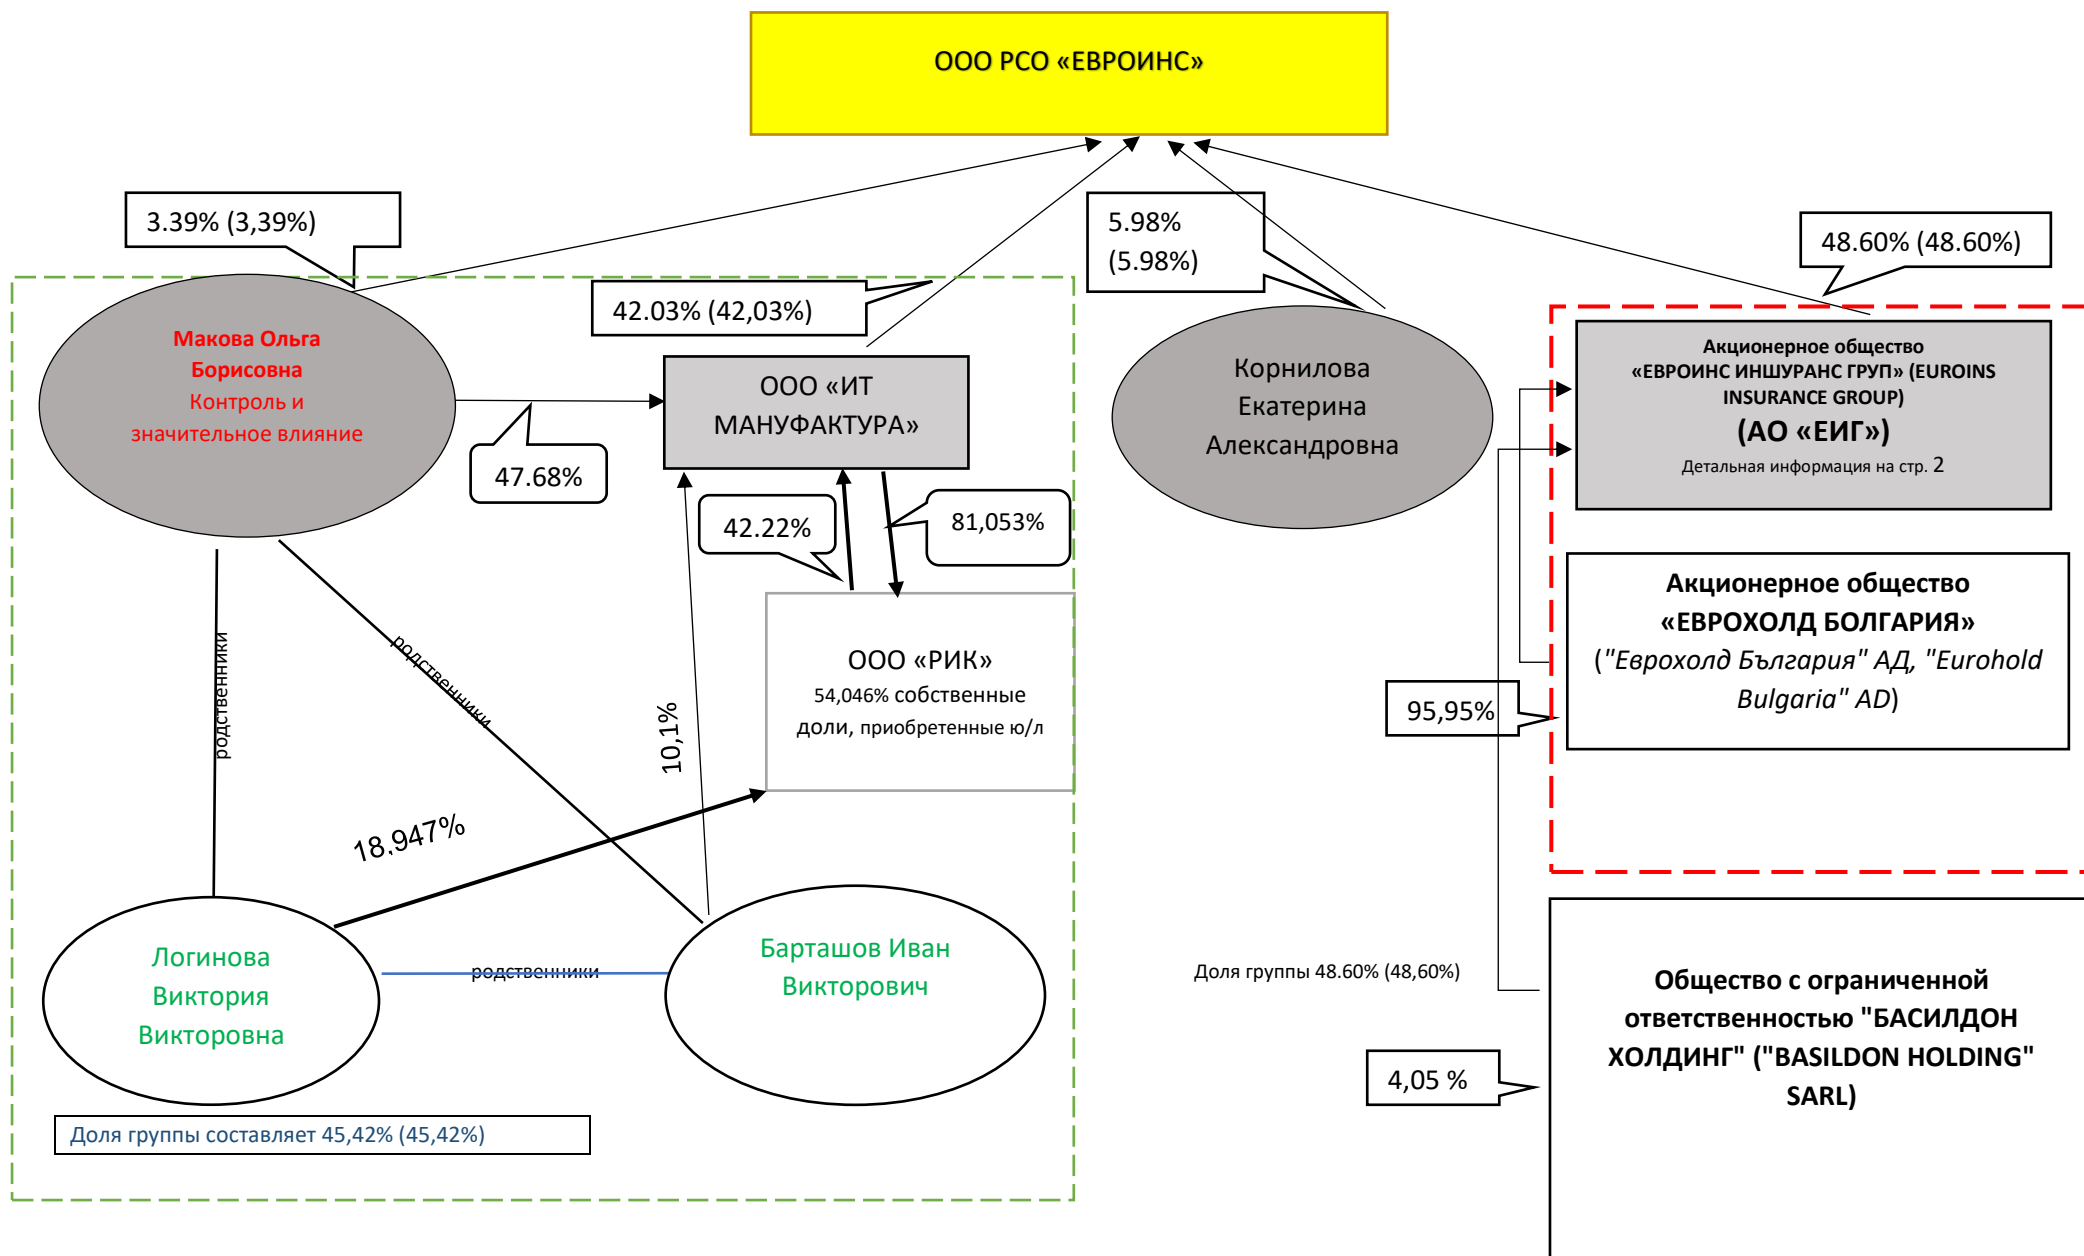 ООО РСО «ЕВРОИНС»
3.39% (3,39%)
5.98%
(5.98%)
48.60% (48.60%)
42.03% (42,03%)
Макова Ольга
Борисовна
Контроль и
значительное влияние
ООО «ИТ
МАНУФАКТУРА»
Корнилова
Екатерина
Александровна
Акционерное общество
«ЕВРОИНС ИНШУРАНС ГРУП» (EUROINS
INSURANCE GROUP)
(АО «ЕИГ»)
Детальная информация на стр. 2
47.68%
42.22%
81,053%
Акционерное общество
«ЕВРОХОЛД БОЛГАРИЯ»
("Еврохолд България" АД, "Eurohold
Bulgaria" AD)
родственники
родственники
ООО «РИК»
54,046% собственные
доли, приобретенные ю/л
10,1%
95,95%
18,947%
Логинова
Виктория
Викторовна
родственники
Барташов Иван
Викторович
Доля группы 48.60% (48,60%)
Общество с ограниченной
ответственностью "БАСИЛДОН
ХОЛДИНГ" ("BASILDON HOLDING"
SARL)
4,05 %
Доля группы составляет 45,42% (45,42%)